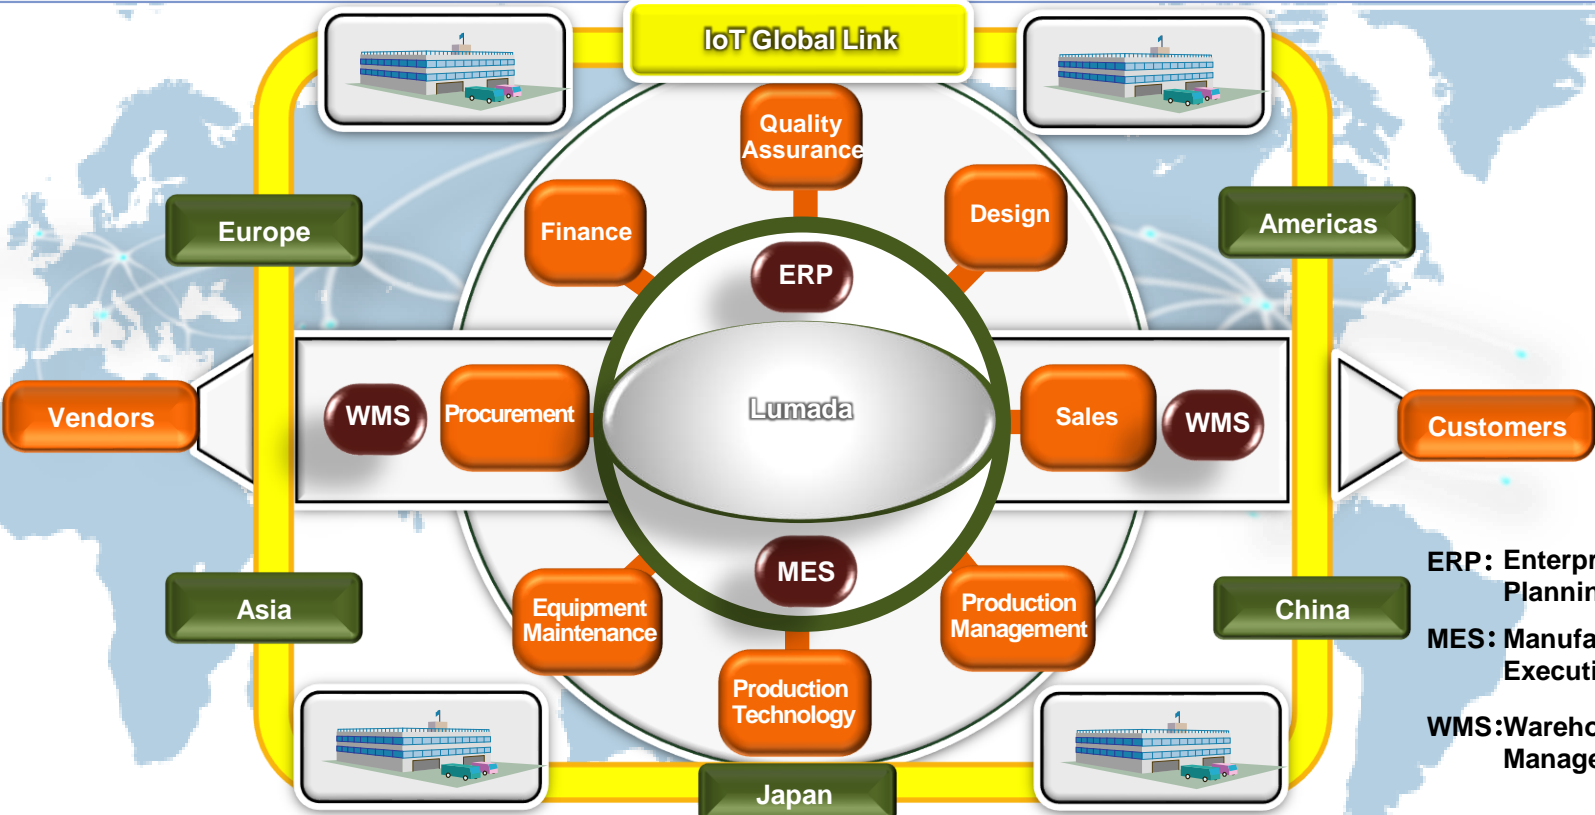 IoT Global Link
Quality
Assurance
Design
Finance
Europe
Americas
ERP
Vendors
WMS
Procurement
Lumada
Sales
WMS
Customers
MES
Asia
Equipment
Maintenance
Production
Management
China
Production
Technology
Japan
ERP:
Planning
MES:
WMS: